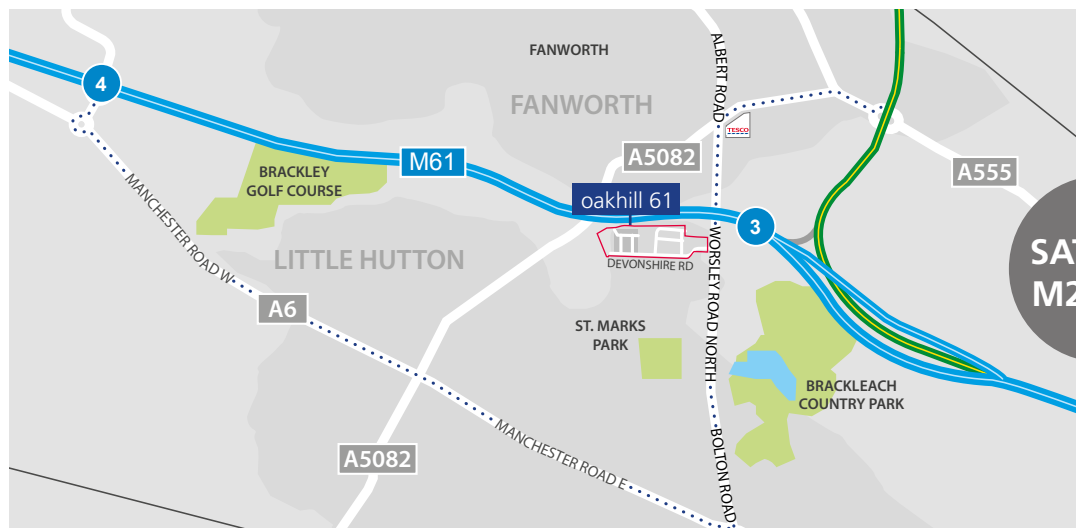 FANWORTH
ALBERT ROAD
4
FANWORTH
TESCO
A5082
M61
BRACKLEY
GOLF COURSE
A555
oakhill 61
3
MANCHESTER ROAD W
LITTLE HUTTON
DEVONSHIRE RD
WORSLEY ROAD NORTH
SAT
M2
A6
ST. MARKS
PARK
BRACKLEACH
COUNTRY PARK
MANCHESTER ROAD E
BOLTON ROAD
A5082